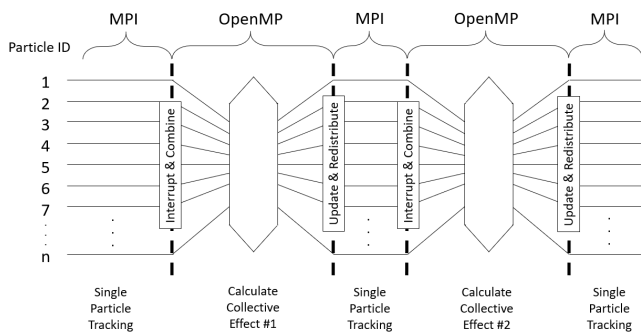 MPI
OpenMP
MPI
OpenMP
MPI
Particle ID
1
2
3
4
5
6
7
n
Interrupt & Combine
Update & Redistribute
Interrupt & Combine
Update & Redistribute
Single
Particle
Tracking
Calculate
Collective
Effect #1
Single
Particle
Tracking
Calculate
Collective
Effect #2
Single
Particle
Tracking